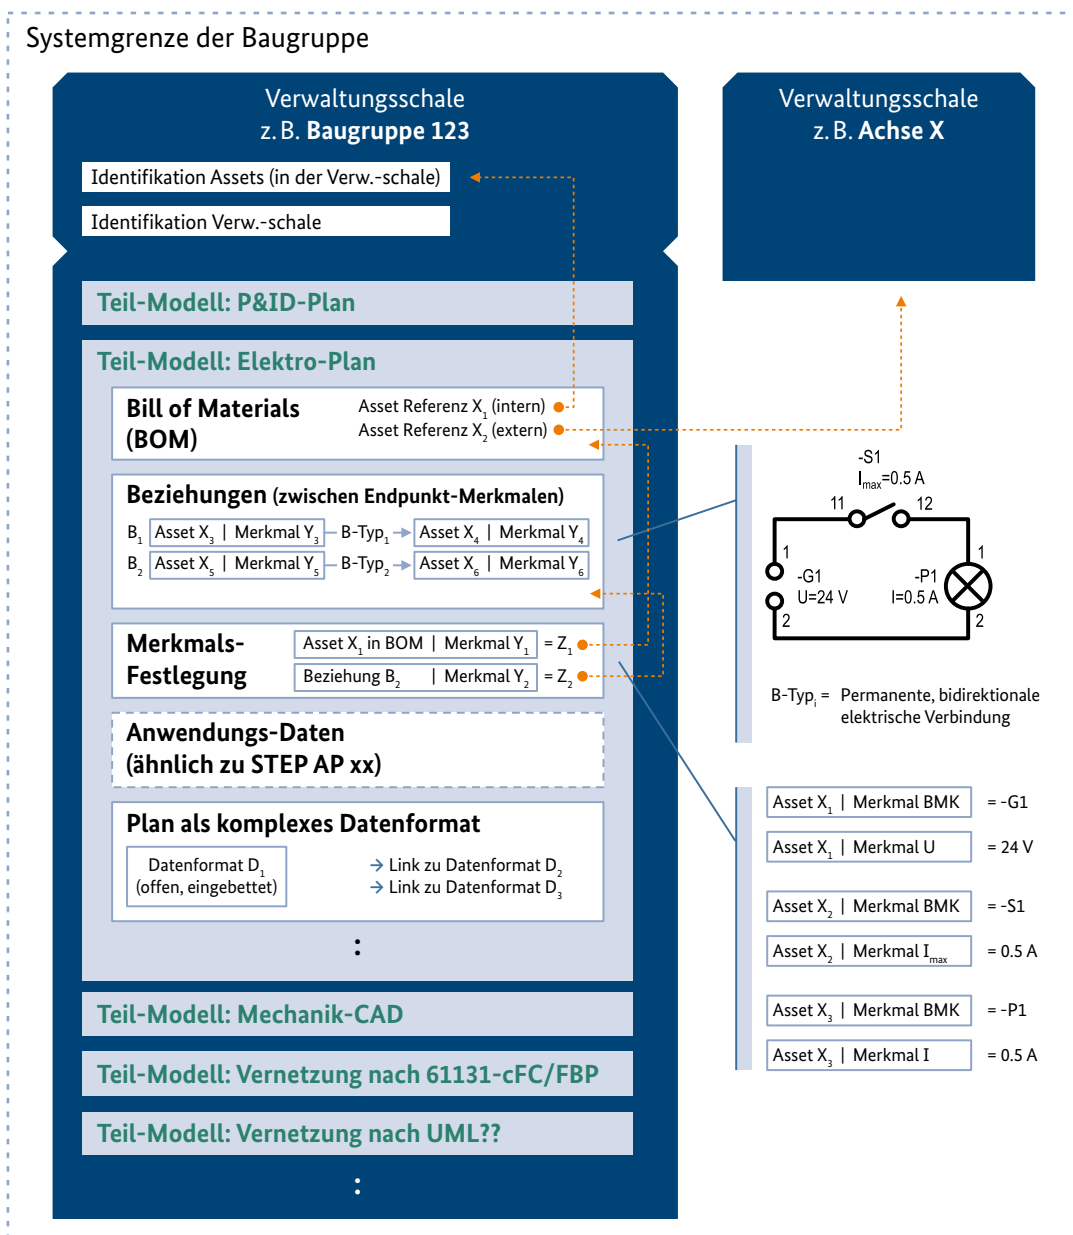 Systemgrenze der Baugruppe
Verwaltungsschale
z. B. Baugruppe 123
Identifikation Assets (in der Verw.-schale)
Identifikation Verw.-schale
Verwaltungsschale
z. B. Achse X
Teil-Modell: P&ID-Plan
Teil-Modell: Elektro-Plan
Bill of Materials
(BOM)
Asset Referenz X1 (intern)
Asset Referenz X2 (extern)
Beziehungen (zwischen Endpunkt-Merkmalen)
B1 Asset X3 | Merkmal Y3 B-Typ1 Asset X4 | Merkmal Y4
B2 Asset X5 | Merkmal Y5 B-Typ2 Asset X6 | Merkmal Y6
Merkmals-
Festlegung
Asset X1 in BOM | Merkmal Y1 = Z1
Beziehung B2 | Merkmal Y2 = Z2
Anwendungs-Daten
(ähnlich zu STEP AP xx)
Plan als komplexes Datenformat
Datenformat D1
(offen, eingebettet)
→ Link zu Datenformat D2
→ Link zu Datenformat D3
:
Teil-Modell: Mechanik-CAD
Teil-Modell: Vernetzung nach 61131-cFC/FBP
Teil-Modell: Vernetzung nach UML??
:
-S1
Imax=0.5 A
11 12
1 1
-G1
U=24 V
-P1
I=0.5 A
2 2
B-Typi = Permanente, bidirektionale
elektrische Verbindung
Asset X1 | Merkmal BMK = -G1
Asset X1 | Merkmal U = 24 V
Asset X2 | Merkmal BMK = -S1
Asset X2 | Merkmal Imax = 0.5 A
Asset X3 | Merkmal BMK = -P1
Asset X3 | Merkmal I = 0.5 A